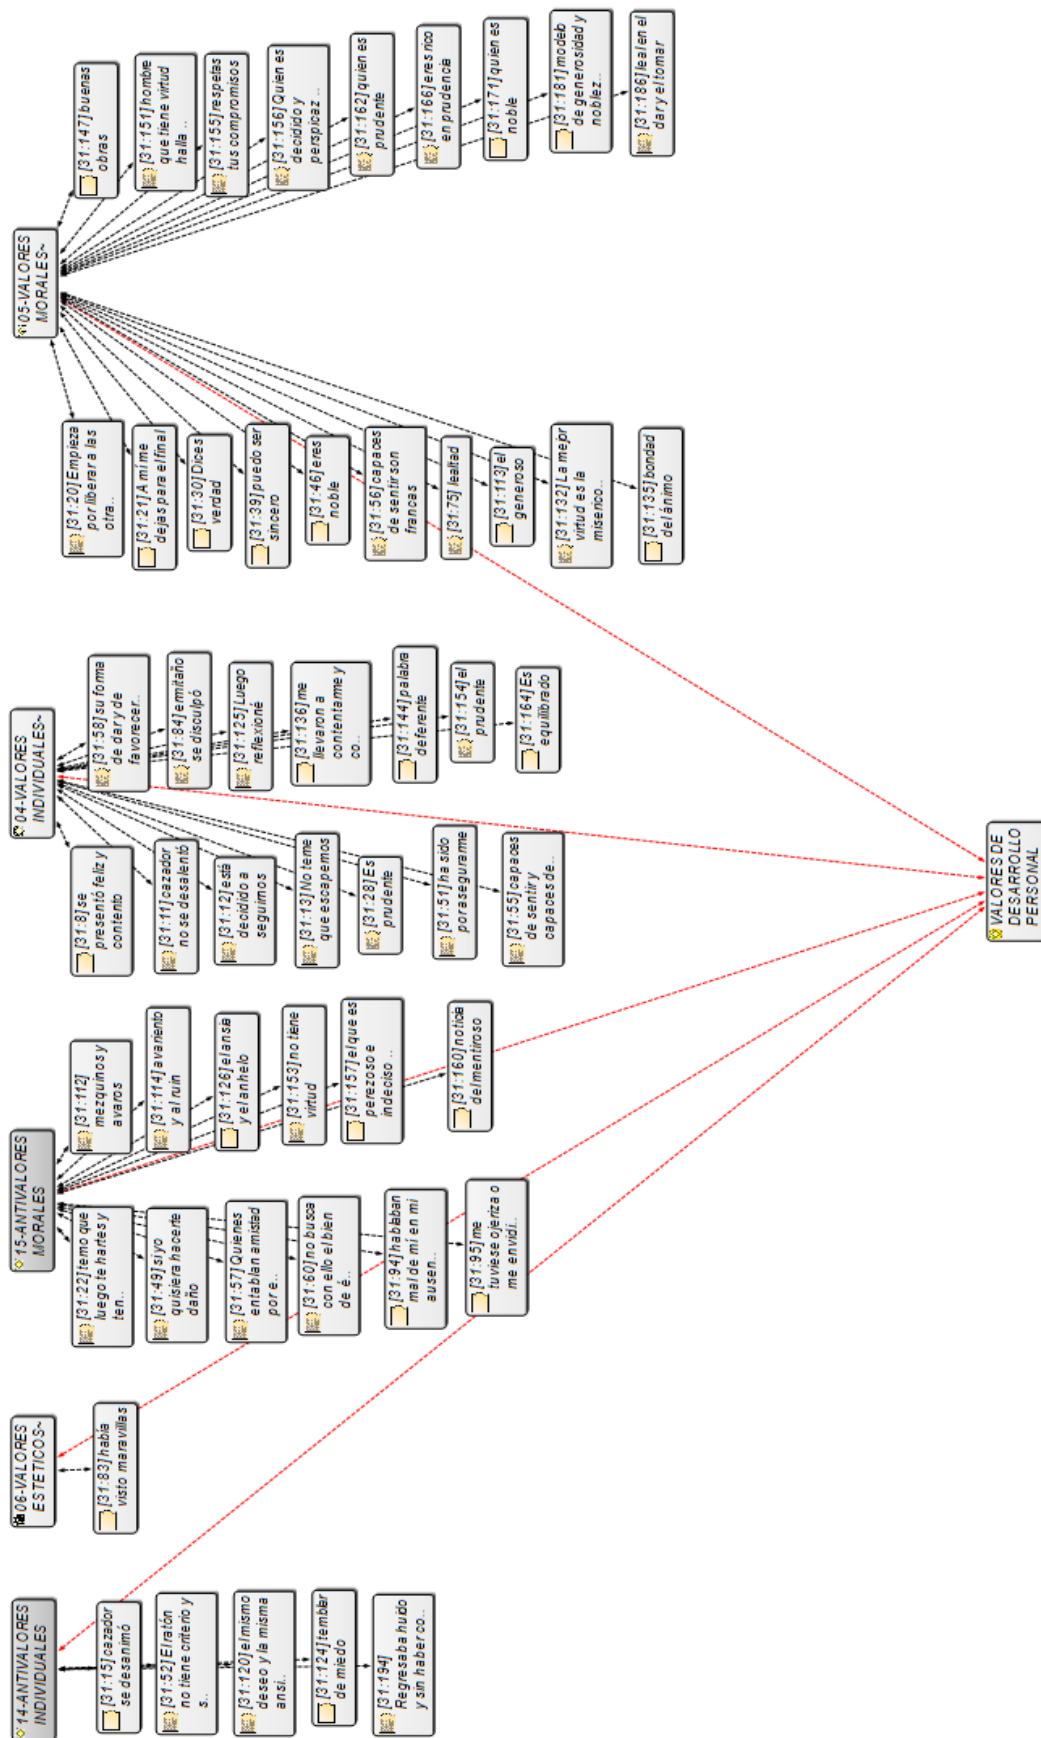 05-VALORES
MORALES~
[31:147]buenas
obras
[31:151]hombre
que tiene virtud
halla ..
[31:155]respetas
tus compromisos
[31:156]Quien es
decidido y
perspicaz ..
[31:162]quien es
prudente
[31:166]eres rico
en prudencia
[31:171]quien es
noble
[31:181]modelo
de generosidad y
noblez..
[31:186]leal en el
dar y el tomar
[31:20]Empieza
por liberar a las
otra..
[31:21]A mí me
dejas para el final
[31:30]Dices
verdad
[31:39]puedo ser
sincero
[31:46]eres
noble
[31:56]capaces
de sentir son
francas
[31:75] lealtad
[31:113]el
generoso
[31:132]La mejor
virtud es la
miserico..
[31:135]bondad
del ánimo
04-VALORES
INDIVIDUALES~
[31:58]su forma
de dar y de
favorecer..
[31:84]ermitaño
se disculpó
[31:125]Luego
reflexioné
[31:136]me
llevaron a
contentarme y
co..
[31:144]palabra
deferente
[31:154]el
prudente
[31:164]Es
equilibrado
[31:8]se
presentó feliz y
contento
[31:11]cazador
no se desalentó
[31:12]está
decidido a
seguirnos
[31:13]No teme
que escapemos
[31:28]Es
prudente
[31:51]ha sido
por asegurarme
[31:55]capaces
de sentir y
capaces de..
15-ANTIVALORES
MORALES
[31:112]
mezquinos y
avaros
[31:114]avariento
y al ruin
[31:126]el ansia
y el anhelo
[31:153]no tiene
virtud
[31:157]el que es
perezoso e
indeciso ..
[31:160]noticia
del mentiroso
[31:22]temo que
luego te hartes y
ten..
[31:49]si yo
quisiera hacerte
daño
[31:57]Quienes
entablan amistad
por e..
[31:60]no busca
con ello el bien
de é..
[31:94]hablaban
mal de mí en mi
ausen..
[31:95]me
tuviese ojeriza o
me envidi..
06-VALORES
ESTETICOS~
[31:83]había
visto maravillas
14-ANTIVALORES
INDIVIDUALES
[31:15]cazador
se desanimó
[31:52]El ratón
no tiene criterio y
s..
[31:120]el mismo
deseo y la misma
ansi..
[31:124]temblar
de miedo
[31:194]
Regresaba huido
y sin haber co..
VALORES DE
DESARROLLO
PERSONAL